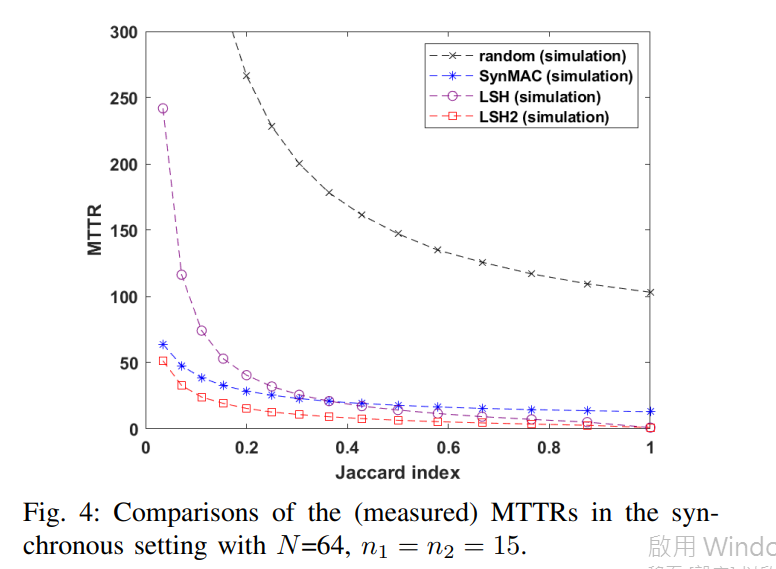 300
250
200
150
100
50
0
MTTR
0
0.2
0.4
0.6
0.8
1
Jaccard index
random (simulation)
SynMAC (simulation)
LSH (simulation)
LSH2 (simulation)
Fig. 4: Comparisons of the (measured) MTTRs in the syn-
chronous setting with N=64, n₁ = n₂ = 15.
啟用 Windo